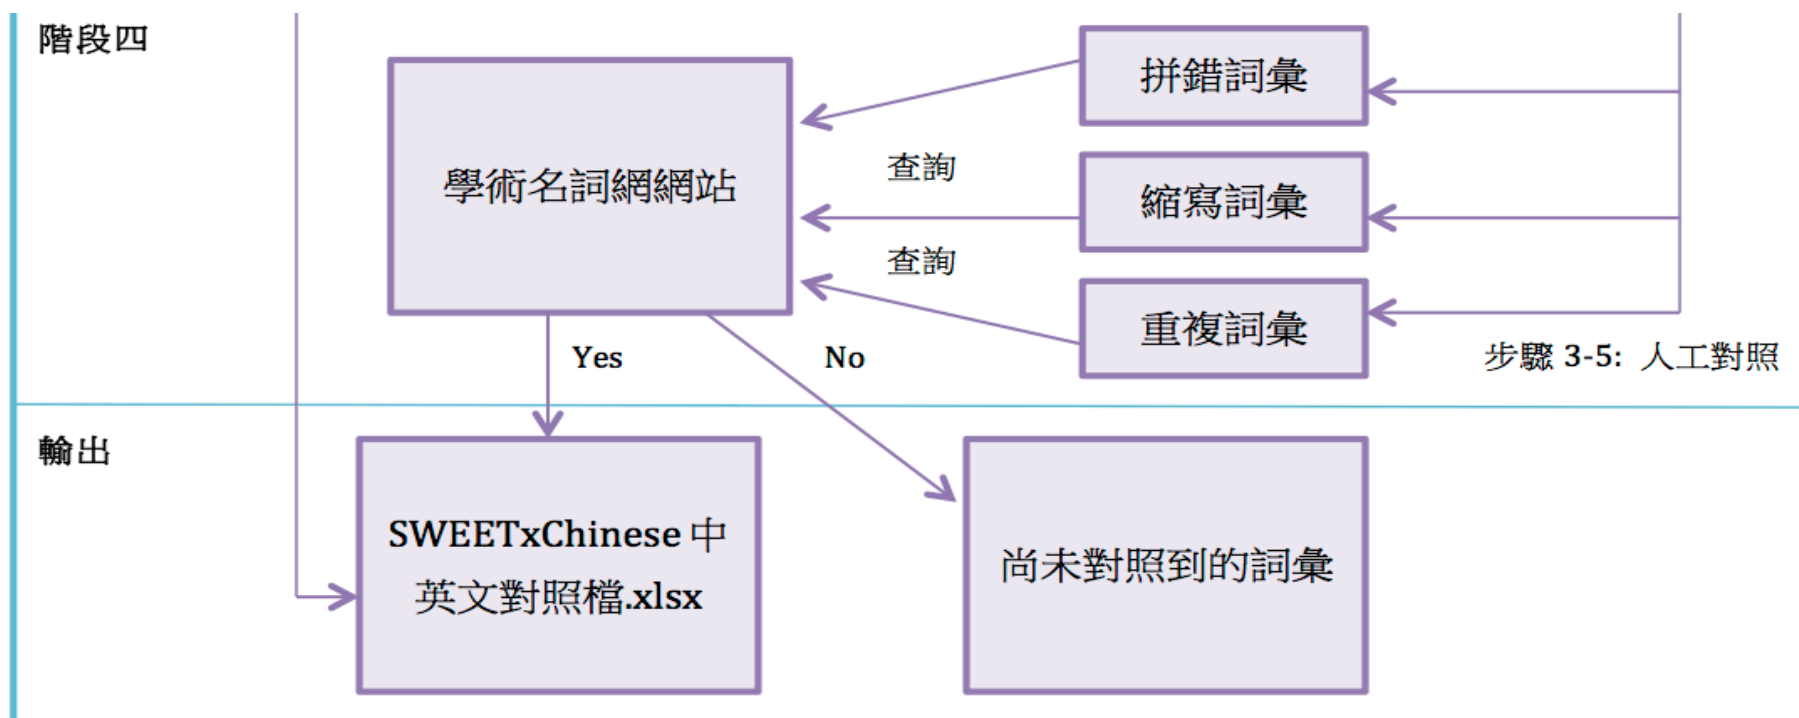 階段四
拼錯詞彙
學術名詞網網站
查詢
縮寫詞彙
查詢
重複詞彙
Yes
No
步驟 3-5: 人工對照
輸出
SWEETxChinese 中
英文對照檔.xlsx
尚未對照到的詞彙